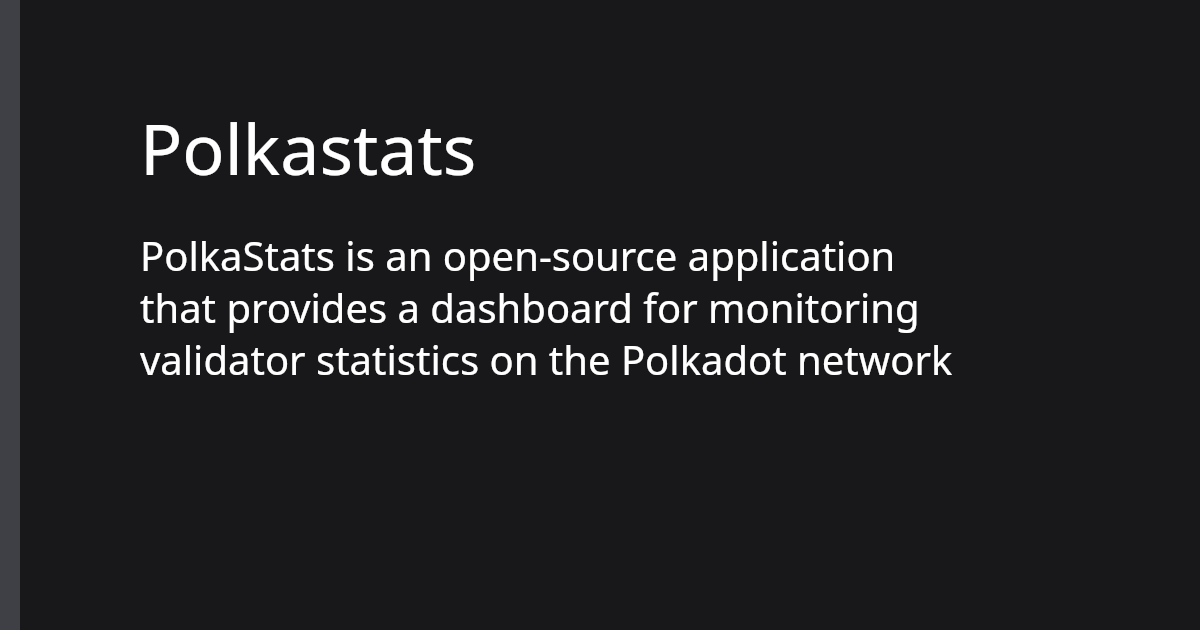 Polkastats
PolkaStats is an open-source application
that provides a dashboard for monitoring
validator statistics on the Polkadot network